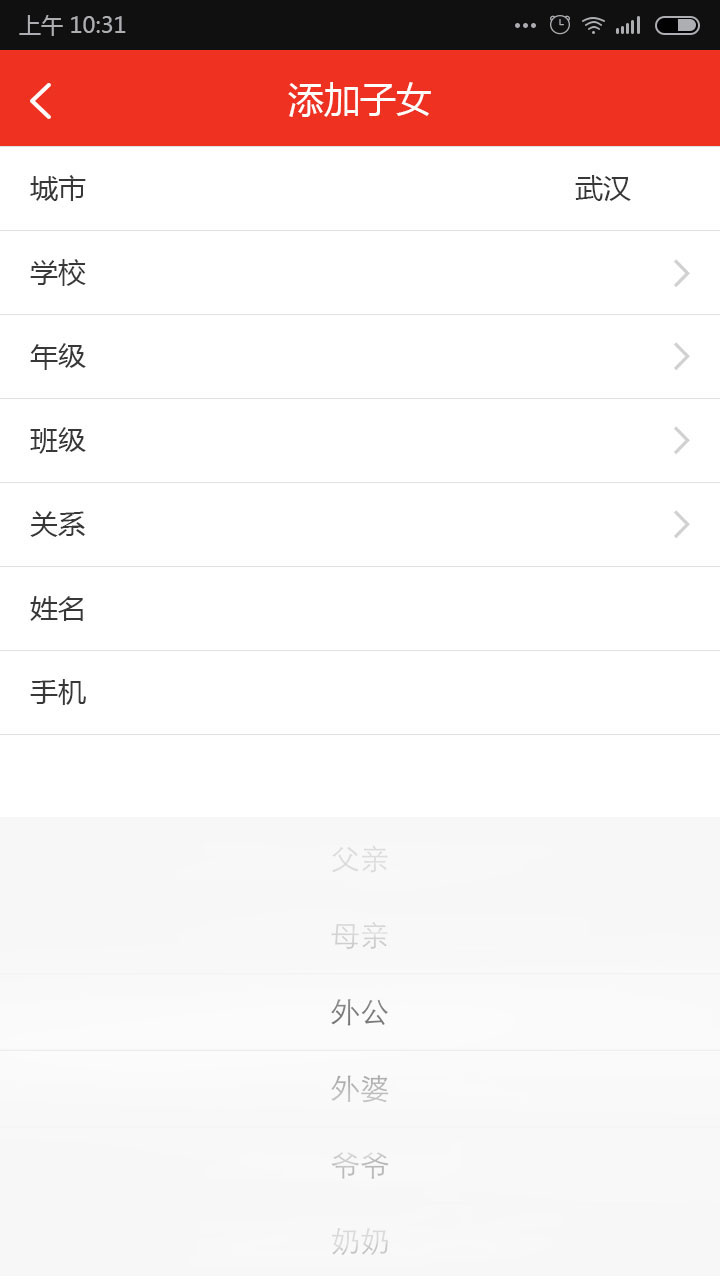 上午 10:31
添加子女
城市 武汉
学校
年级
班级
关系
姓名
手机
父亲
母亲
外公
外婆
爷爷
奶奶